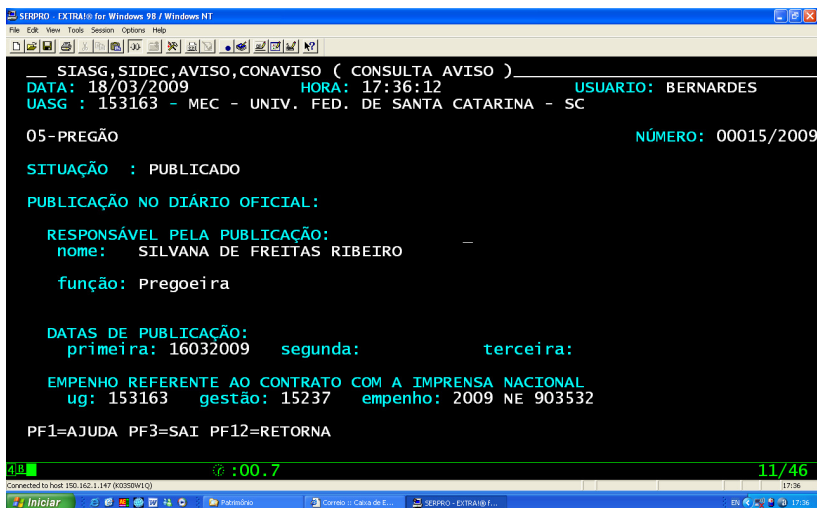 SERPRO - EXTRA!® for Windows 98 / Windows NT
File Edit View Tools Session Options Help
__ SIASG,SIDEC,AVISO,CONAVISO ( CONSULTA AVISO )
DATA: 18/03/2009 HORA: 17:36:12 USUARIO: BERNARDES
UASG : 153163 - MEC - UNIV. FED. DE SANTA CATARINA - SC
05-PREGÃO NÚMERO: 00015/2009
SITUAÇÃO : PUBLICADO
PUBLICAÇÃO NO DIÁRIO OFICIAL:
RESPONSÁVEL PELA PUBLICAÇÃO: _
nome: SILVANA DE FREITAS RIBEIRO
função: Pregoeira
DATAS DE PUBLICAÇÃO:
primeira: 16032009 segunda: terceira:
EMPENHO REFERENTE AO CONTRATO COM A IMPRENSA NACIONAL
ug: 153163 gestão: 15237 empenho: 2009 NE 903532
PF1=AJUDA PF3=SAI PF12=RETORNA
4B :00.7 11/46
Connected to host 150.162.1.147 (K0350W1Q) 17:36
Iniciar Patrimônio Correio :: Caixa de E... SERPRO - EXTRA!® f... EN 17:36